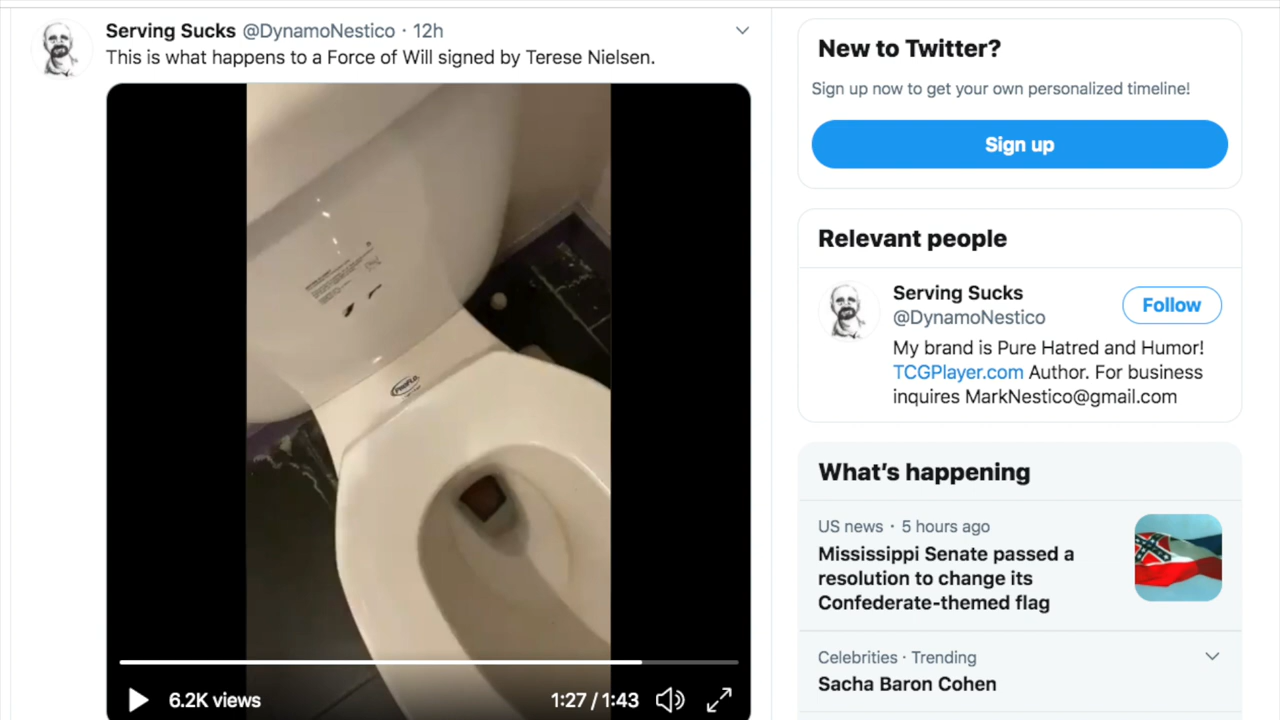 Serving Sucks @DynamoNestico · 12h
This is what happens to a Force of Will signed by Terese Nielsen.
PROFLO
6.2K views
1:27 / 1:43
New to Twitter?
Sign up now to get your own personalized timeline!
Sign up
Relevant people
Serving Sucks
@DynamoNestico
Follow
My brand is Pure Hatred and Humor!
TCGPlayer.com Author. For business
inquires MarkNestico@gmail.com
What's happening
US news · 5 hours ago
Mississippi Senate passed a
resolution to change its
Confederate-themed flag
Celebrities · Trending
Sacha Baron Cohen